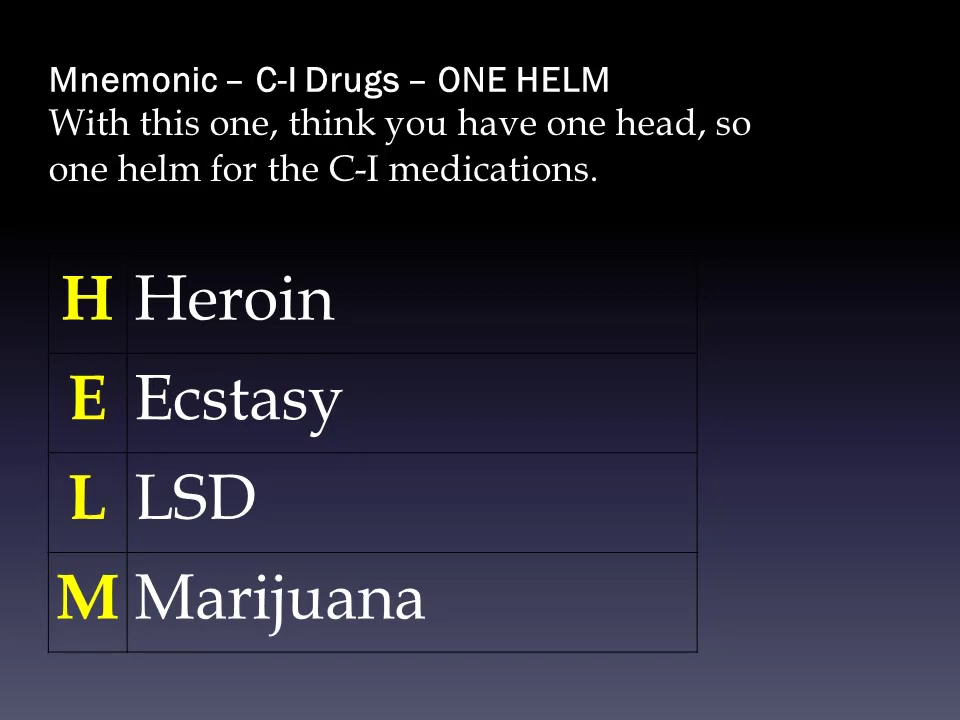 Mnemonic – C-I Drugs – ONE HELM
With this one, think you have one head, so
one helm for the C-I medications.
H Heroin
E Ecstasy
L LSD
M Marijuana